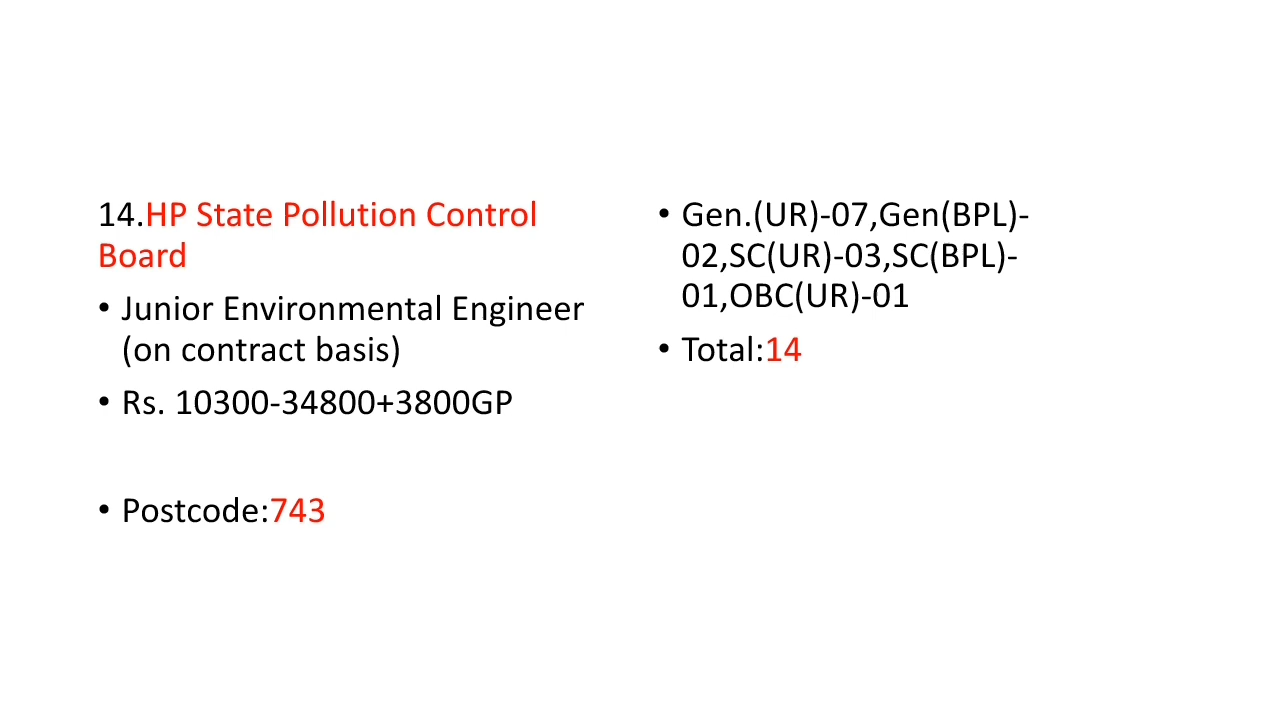 14.HP State Pollution Control
Board
• Junior Environmental Engineer
(on contract basis)
• Rs. 10300-34800+3800GP
• Postcode:743
• Gen.(UR)-07,Gen(BPL)-
02,SC(UR)-03,SC(BPL)-
01,OBC(UR)-01
• Total:14